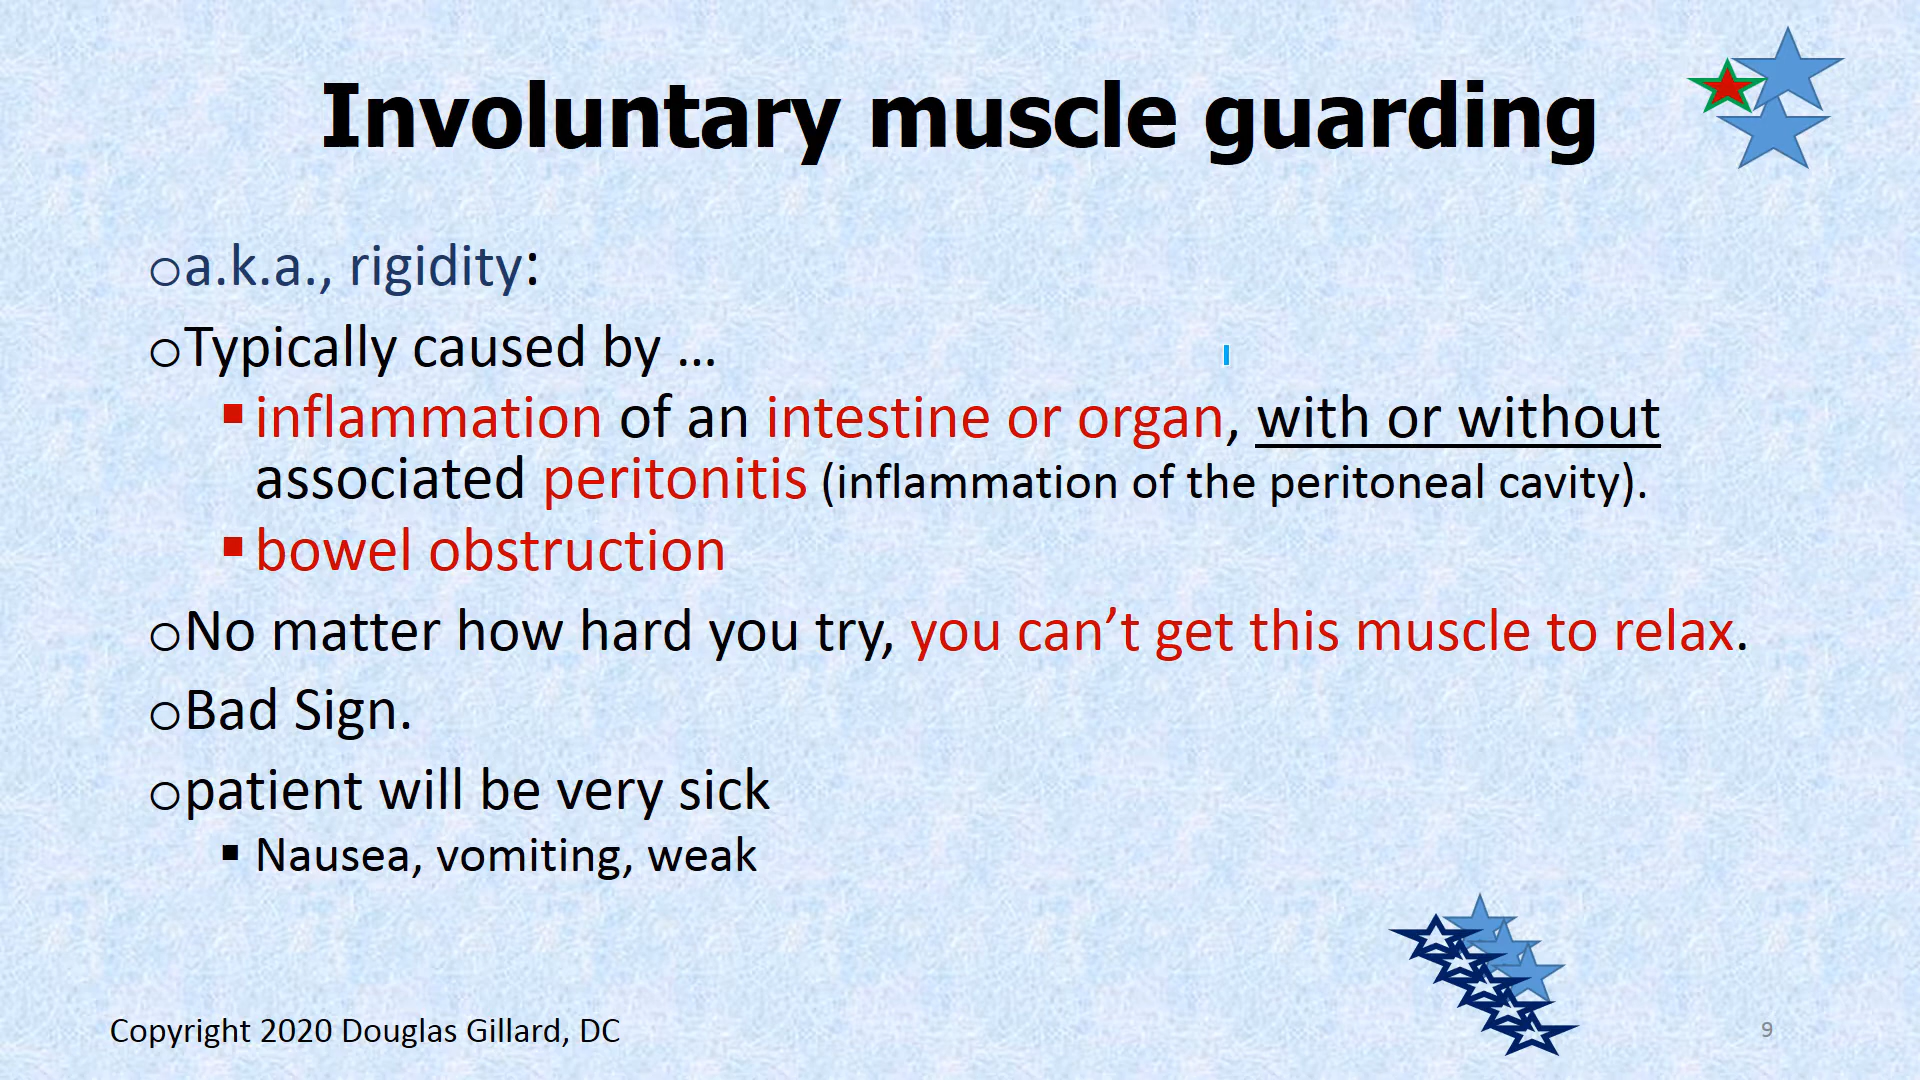 Involuntary muscle guarding
oa.k.a., rigidity:
oTypically caused by …
▪inflammation of an intestine or organ, with or without
associated peritonitis (inflammation of the peritoneal cavity).
▪bowel obstruction
oNo matter how hard you try, you can’t get this muscle to relax.
oBad Sign.
opatient will be very sick
▪ Nausea, vomiting, weak
Copyright 2020 Douglas Gillard, DC
9